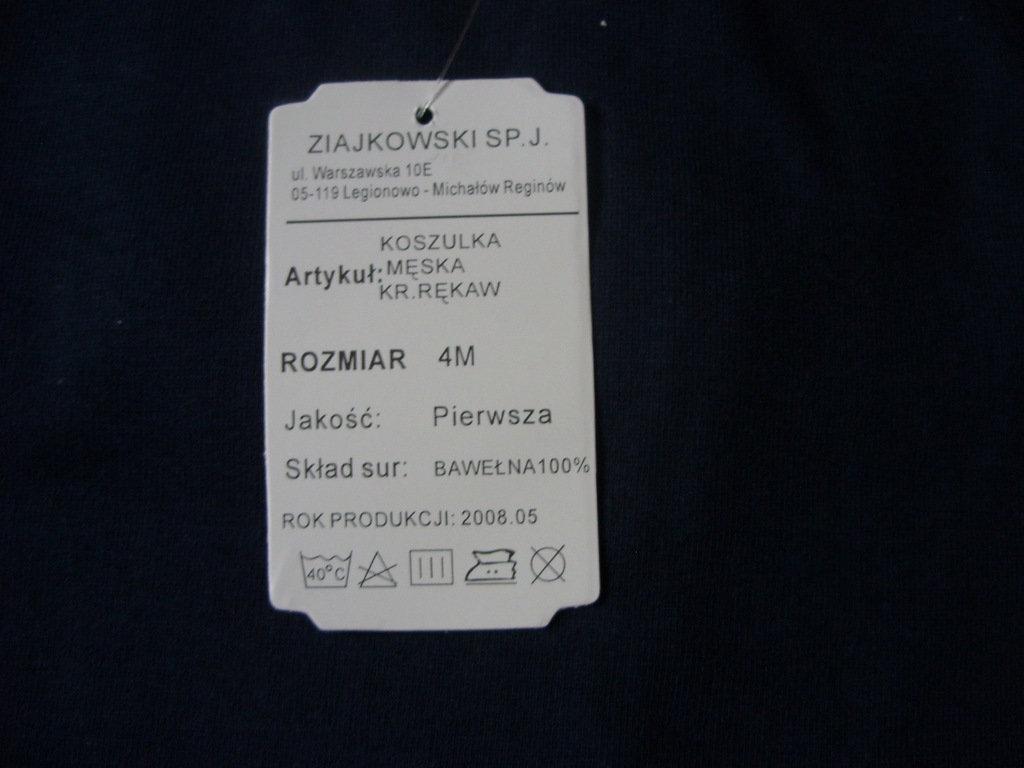 ZIAJKOWSKI SP.J.
ul. Warszawska 10E
05-119 Legionowo - Michałów Reginów
KOSZULKA
Artykuł: MĘSKA
KR.RĘKAW
ROZMIAR 4M
Jakość: Pierwsza
Skład sur: BAWEŁNA100%
ROK PRODUKCJI: 2008.05
40°C